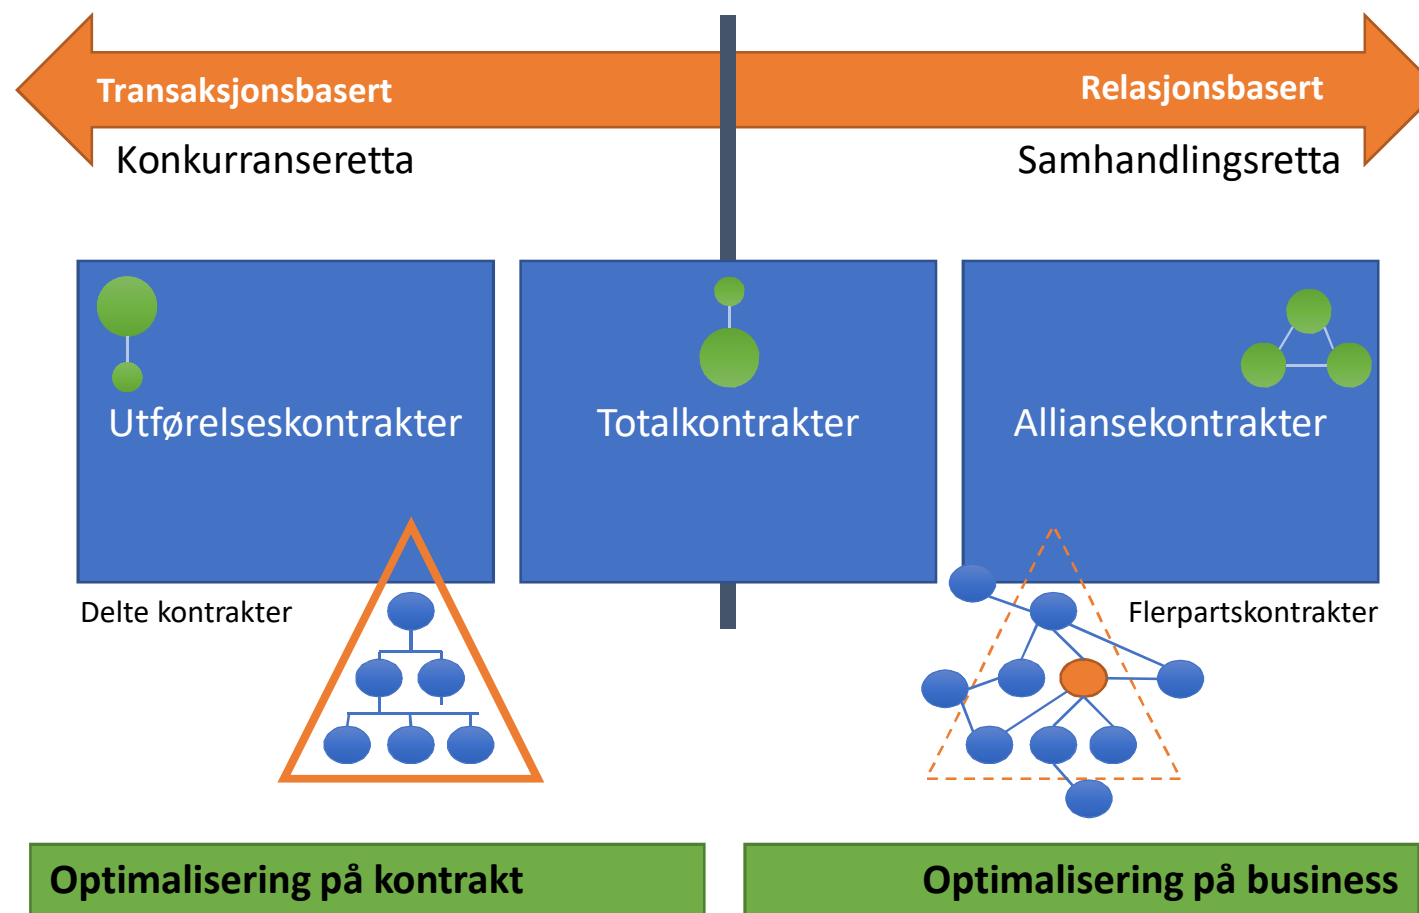 Transaksjonsbasert
Relasjonsbasert
Konkurranseretta
Samhandlingsretta
Utførelseskontrakter
Totalkontrakter
Alliansekontrakter
Delte kontrakter
Flerpartskontrakter
Optimalisering på kontrakt
Optimalisering på business